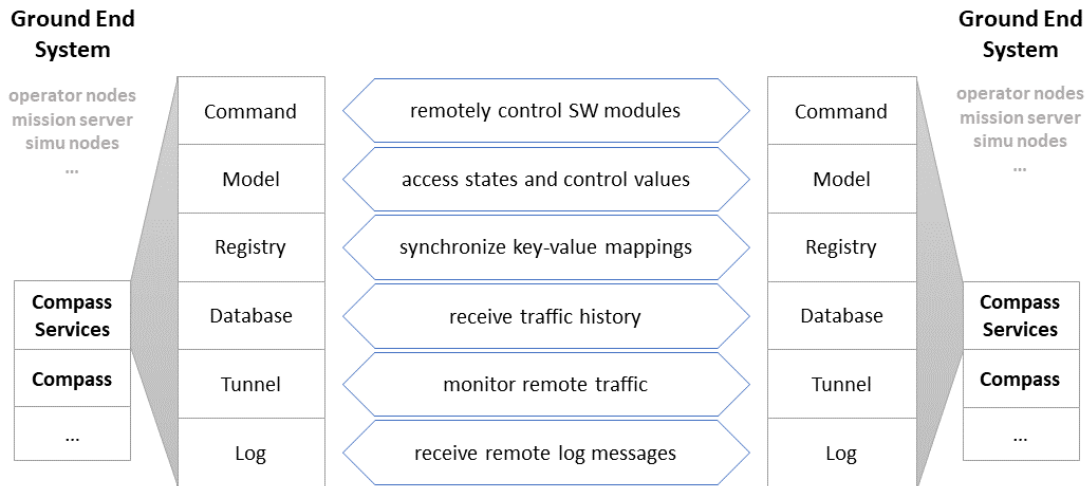 Ground End
System
operator nodes
mission server
simu nodes
...
Compass
Services
Compass
...
Command
Model
Registry
Database
Tunnel
Log
remotely control SW modules
access states and control values
synchronize key-value mappings
receive traffic history
monitor remote traffic
receive remote log messages
Command
Model
Registry
Database
Tunnel
Log
Ground End
System
operator nodes
mission server
simu nodes
...
Compass
Services
Compass
...